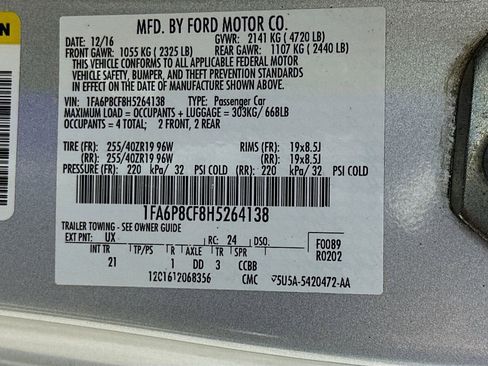 MFD. BY FORD MOTOR CO.
DATE: 12/16 GVWR: 2141 KG ( 4720 LB)
FRONT GAWR: 1055 KG ( 2325 LB) REAR GAWR: 1107 KG ( 2440 LB)
THIS VEHICLE CONFORMS TO ALL APPLICABLE FEDERAL MOTOR
VEHICLE SAFETY, BUMPER, AND THEFT PREVENTION STANDARDS
IN EFFECT ON THE DATE OF MANUFACTURE SHOWN ABOVE.
VIN: 1FA6P8CF8H5264138 TYPE: Passenger Car
MAXIMUM LOAD = OCCUPANTS + LUGGAGE = 303KG/ 668LB
OCCUPANTS = 4 TOTAL; 2 FRONT, 2 REAR
TIRE (FR): 255/40ZR19 96W RIMS (FR): 19x8.5J
(RR): 255/40ZR19 96W (RR): 19x8.5J
PRESSURE (FR): 220 kPa/ 32 PSI COLD (RR): 220 kPa/ 32 PSI COLD
1FA6P8CF8H5264138
TRAILER TOWING - SEE OWNER GUIDE
EXT PNT: UX RC: 24 DSO:
F0089
R0202
INT TR TP/PS R AXLE TR SPR
21 1 DD 3 CCBB
12C1612068356 CMC ▽5U5A-5420472-AA